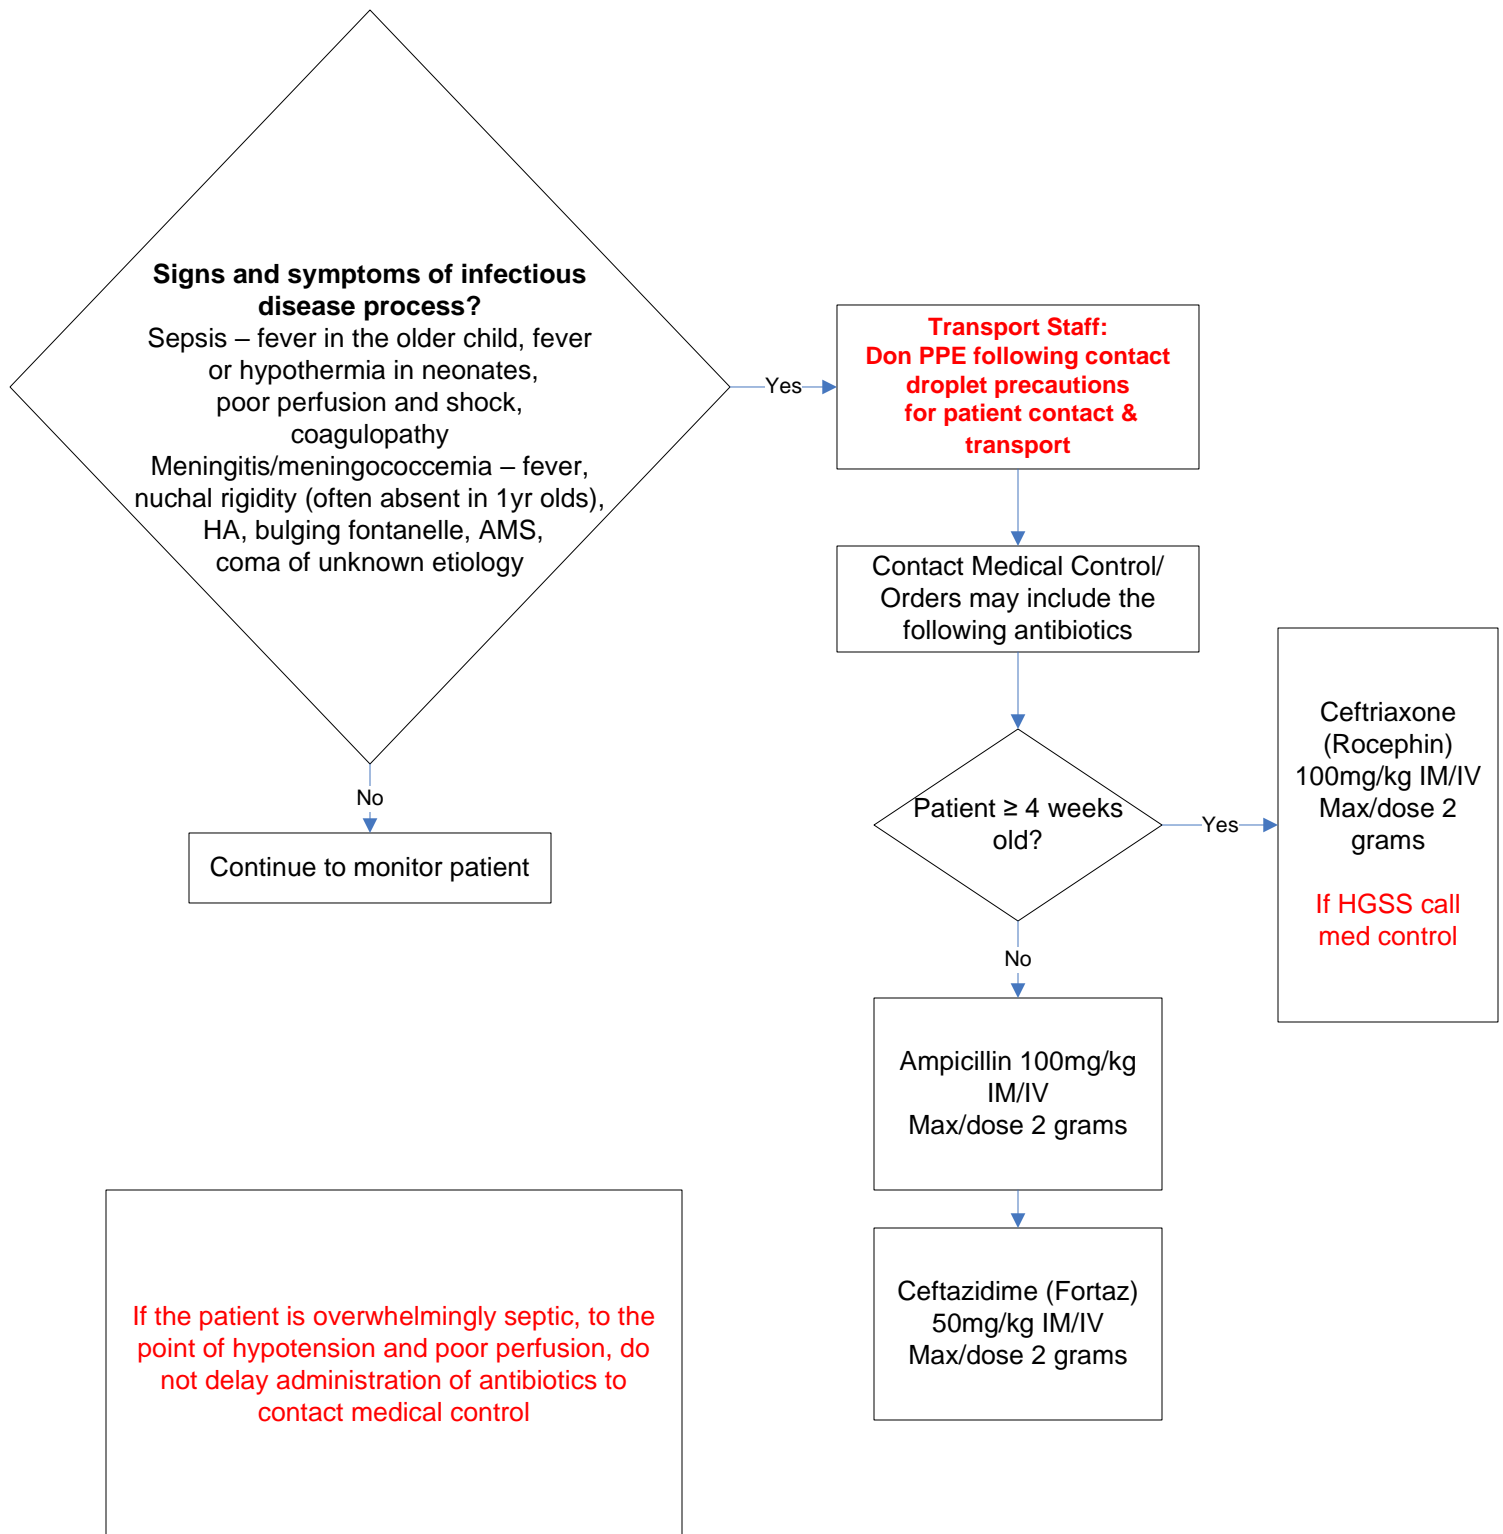 Signs and symptoms of infectious
disease process?
Sepsis – fever in the older child, fever
or hypothermia in neonates,
poor perfusion and shock,
coagulopathy
Meningitis/meningococcemia – fever,
nuchal rigidity (often absent in 1yr olds),
HA, bulging fontanelle, AMS,
coma of unknown etiology
Yes
Transport Staff:
Don PPE following contact
droplet precautions
for patient contact &
transport
Contact Medical Control/
Orders may include the
following antibiotics
Patient ≥ 4 weeks
old?
Yes
Ceftriaxone
(Rocephin)
100mg/kg IM/IV
Max/dose 2
grams
If HGSS call
med control
No
Continue to monitor patient
No
Ampicillin 100mg/kg
IM/IV
Max/dose 2 grams
Ceftazidime (Fortaz)
50mg/kg IM/IV
Max/dose 2 grams
If the patient is overwhelmingly septic, to the
point of hypotension and poor perfusion, do
not delay administration of antibiotics to
contact medical control